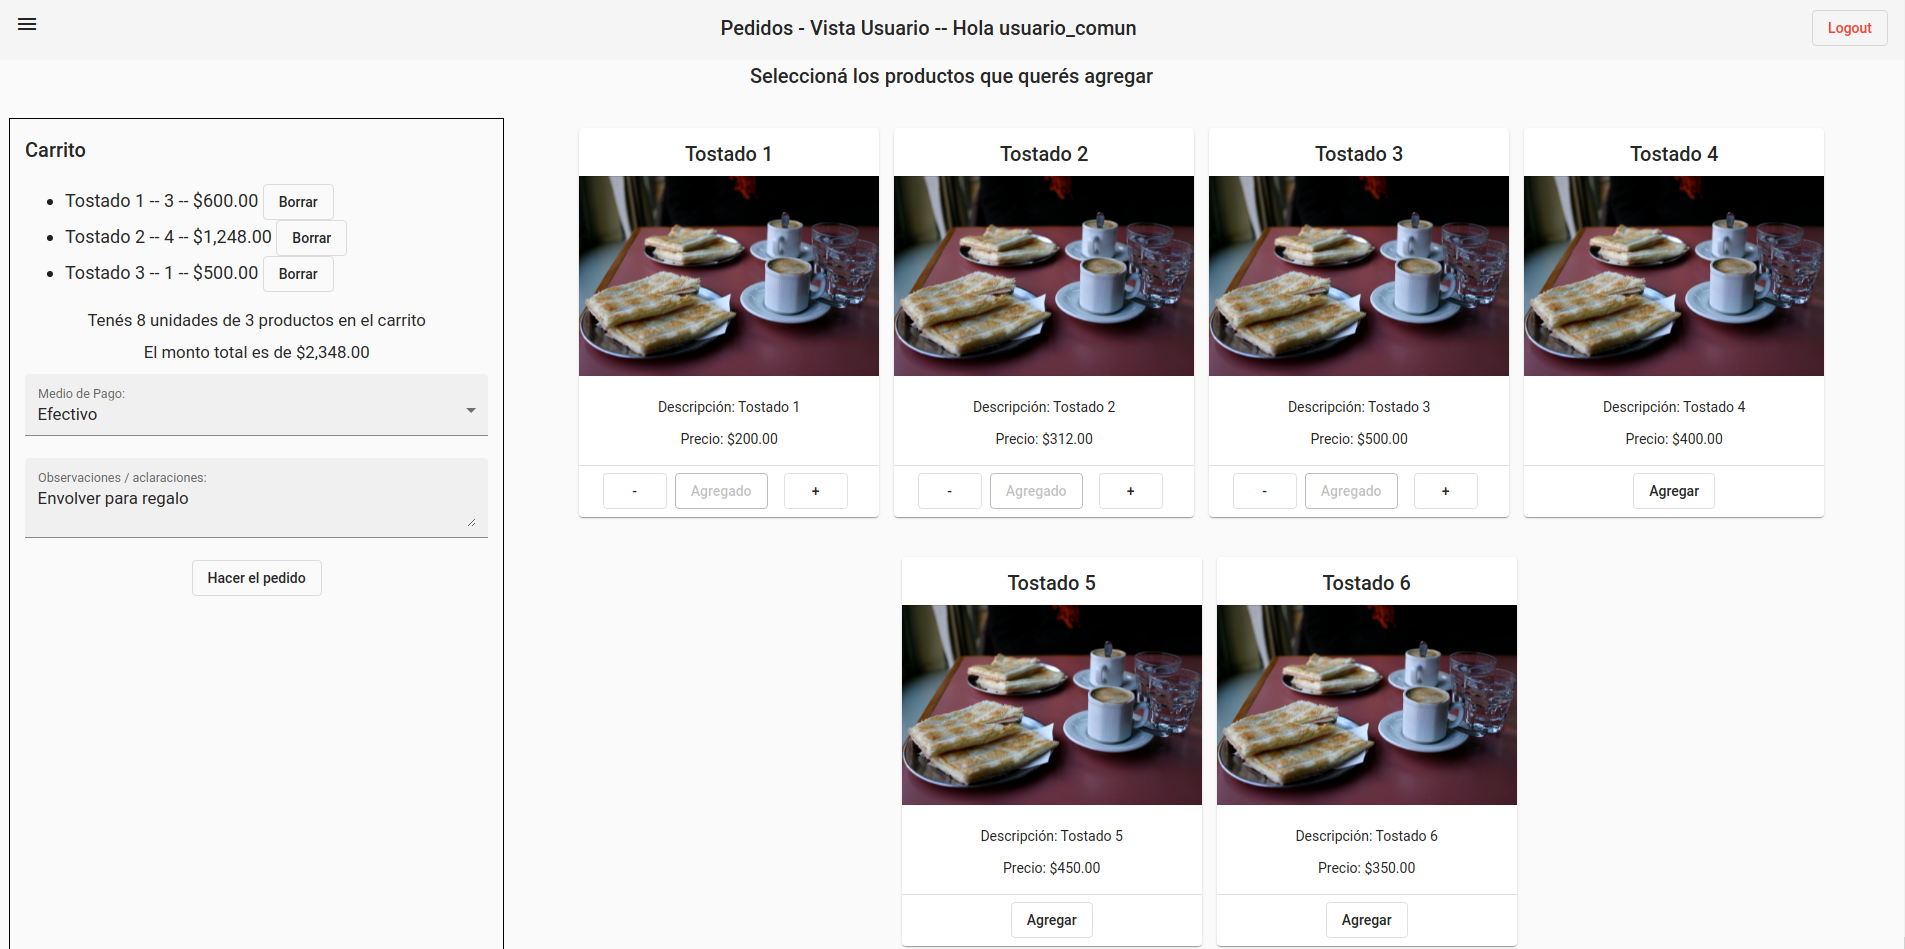 Pedidos - Vista Usuario -- Hola usuario_comun
Logout
Seleccioná los productos que querés agregar
Carrito
Tostado 1 -- 3 -- $600.00 Borrar
Tostado 2 -- 4 -- $1,248.00 Borrar
Tostado 3 -- 1 -- $500.00 Borrar
Tenés 8 unidades de 3 productos en el carrito
El monto total es de $2,348.00
Medio de Pago:
Efectivo
Observaciones / aclaraciones:
Envolver para regalo
Hacer el pedido
Tostado 1
Descripción: Tostado 1
Precio: $200.00
- Agregado +
Tostado 2
Descripción: Tostado 2
Precio: $312.00
- Agregado +
Tostado 3
Descripción: Tostado 3
Precio: $500.00
- Agregado +
Tostado 4
Descripción: Tostado 4
Precio: $400.00
Agregar
Tostado 5
Descripción: Tostado 5
Precio: $450.00
Agregar
Tostado 6
Descripción: Tostado 6
Precio: $350.00
Agregar